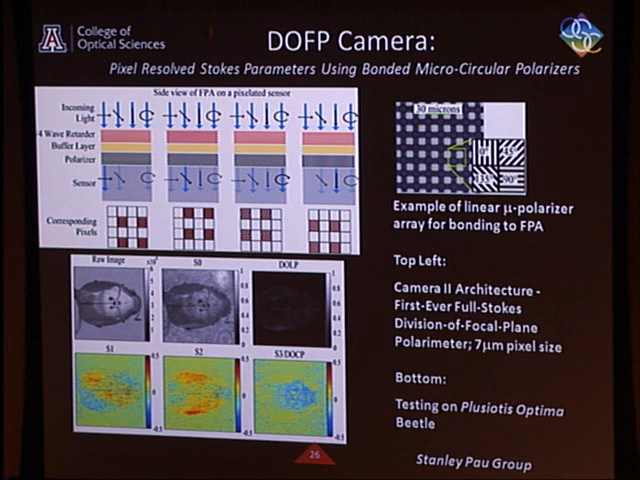 College of
Optical Sciences
DOFP Camera:
Pixel Resolved Stokes Parameters Using Bonded Micro-Circular Polarizers
Side view of FPA on a pixelated sensor
Incoming
Light
/4 Wave Retarder
Buffer Layer
Polarizer
Sensor
Corresponding
Pixels
30 microns
0° 45°
135° 90°
Example of linear μ-polarizer
array for bonding to FPA
Top Left:
Camera II Architecture -
First-Ever Full-Stokes
Division-of-Focal-Plane
Polarimeter; 7μm pixel size
Raw Image S0 DOLP
S1 S2 S3/DOCP
Bottom:
Testing on Plusiotis Optima
Beetle
26
Stanley Pau Group